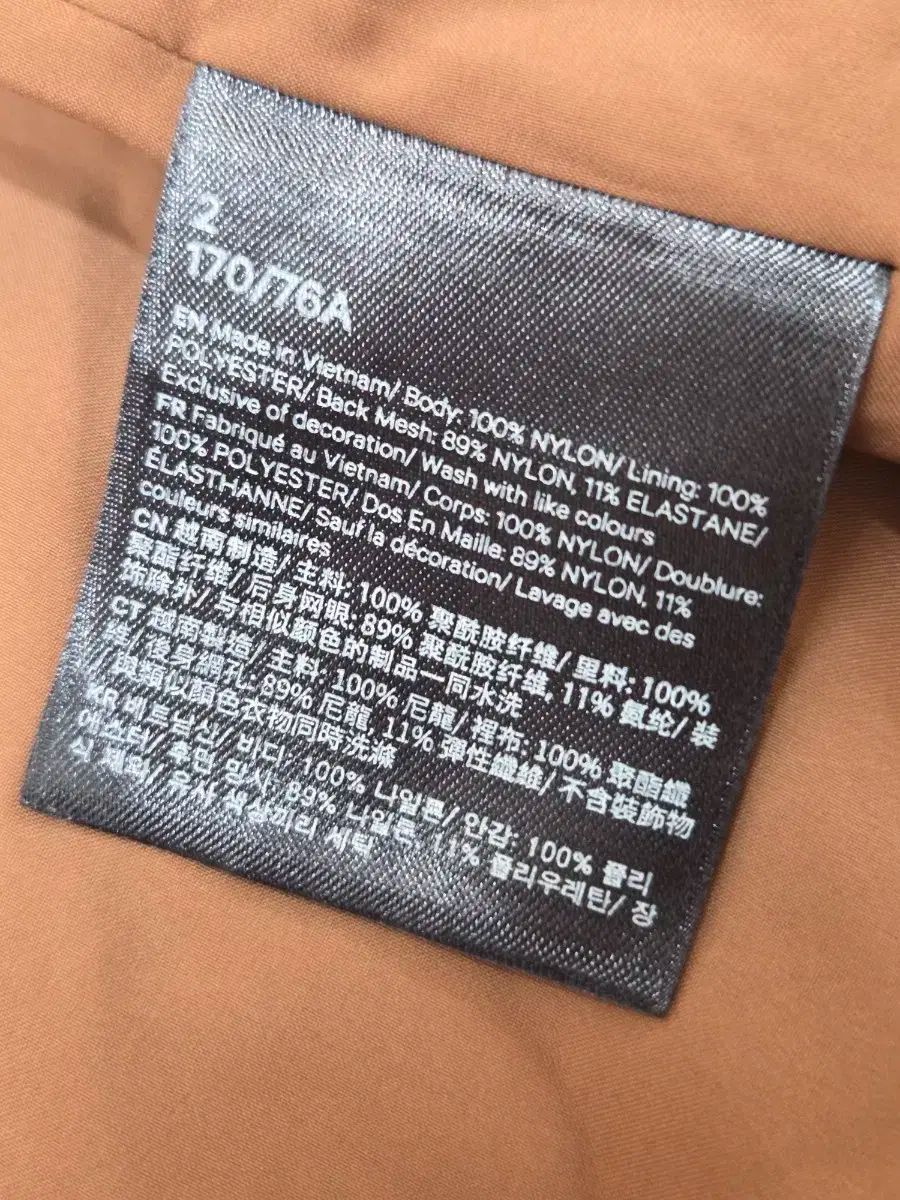 2
170/76A
EN Made in Vietnam/ Body: 100% NYLON/ Lining: 100%
POLYESTER/ Back Mesh: 89% NYLON, 11% ELASTANE/
Exclusive of decoration/ Wash with like colours
FR Fabriqué au Vietnam/ Corps: 100% NYLON/ Doublure:
100% POLYESTER/ Dos En Maille: 89% NYLON, 11%
ÉLASTHANNE/ Sauf la décoration/ Lavage avec des
couleurs similaires
CN 越南制造/ 主料: 100% 聚酰胺纤维/ 里料: 100%
聚酯纤维/ 后身网眼: 89% 聚酰胺纤维, 11% 氨纶/ 装
饰除外/ 与相似颜色的制品一同水洗
CT 越南製造/ 主料: 100% 尼龍/ 裡布: 100% 聚酯纖
維/ 後身網孔: 89% 尼龍, 11% 彈性纖維/ 不含裝飾物
/ 與類似顏色衣物同時洗滌
KR 베트남산/ 바디: 100% 나일론/ 안감: 100% 폴리
에스터/ 후면 망사: 89% 나일론, 11% 폴리우레탄/ 장
식 제외/ 유사 색상끼리 세탁